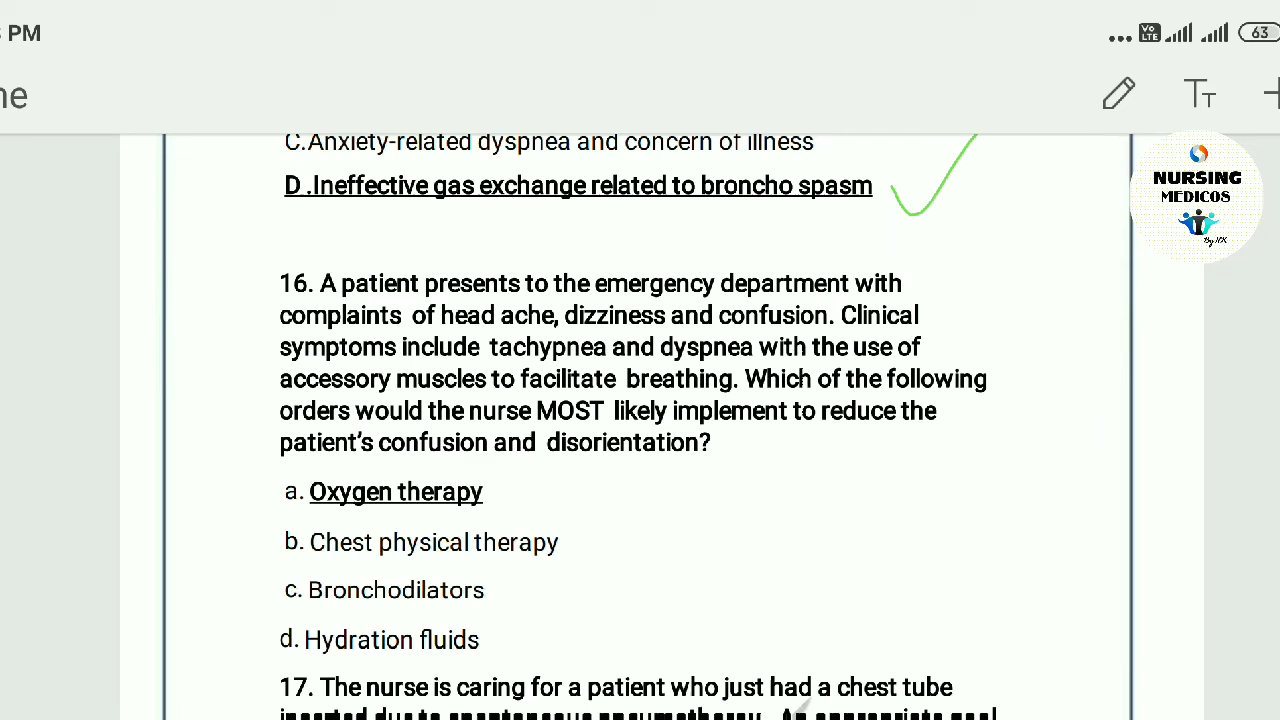 PM
... VO LTE 63
ne
TT
C.Anxiety-related dyspnea and concern of illness
D .Ineffective gas exchange related to broncho spasm
NURSING
MEDICOS
16. A patient presents to the emergency department with
complaints of head ache, dizziness and confusion. Clinical
symptoms include tachypnea and dyspnea with the use of
accessory muscles to facilitate breathing. Which of the following
orders would the nurse MOST likely implement to reduce the
patient's confusion and disorientation?
a. Oxygen therapy
b. Chest physical therapy
c. Bronchodilators
d. Hydration fluids
17. The nurse is caring for a patient who just had a chest tube